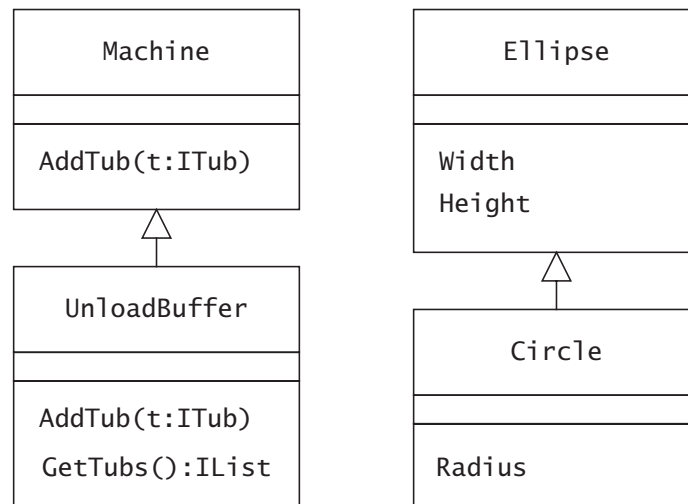 Machine
AddTub(t:ITub)
UnloadBuffer
AddTub(t:ITub)
GetTubs():IList
Ellipse
Width
Height
Circle
Radius